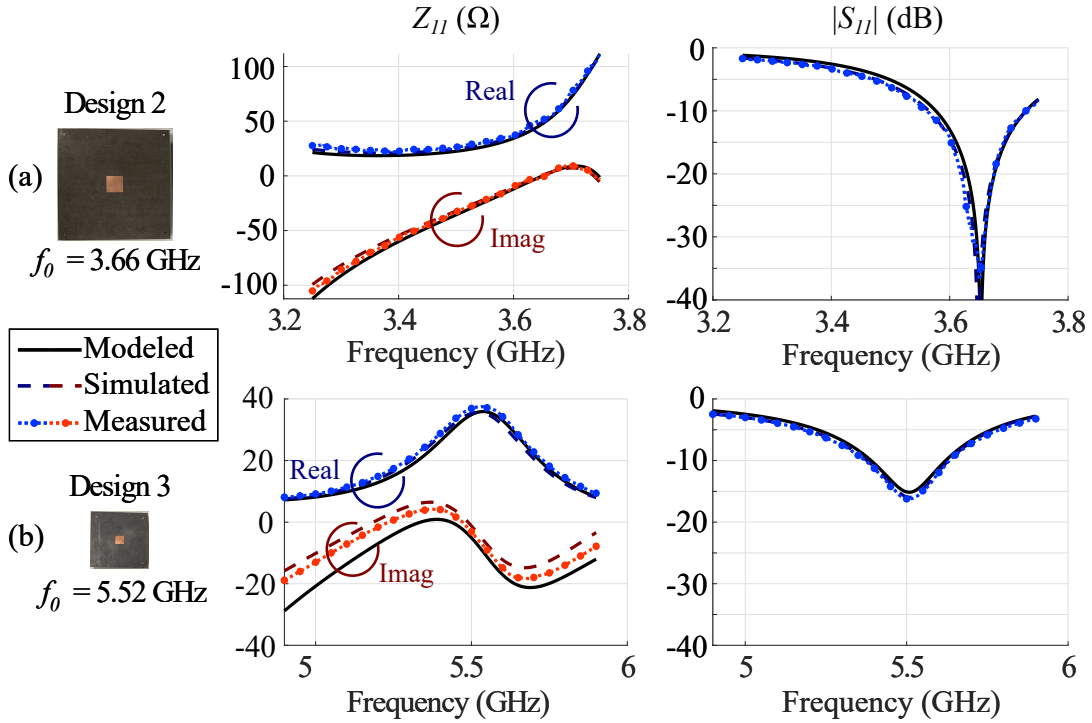 Z11 (Ω)
|S11| (dB)
Design 2
(a)
f0 = 3.66 GHz
100
50
0
-50
-100
3.2
3.4
3.6
3.8
Real
Imag
Frequency (GHz)
0
-10
-20
-30
-40
3.2
3.4
3.6
3.8
Frequency (GHz)
Modeled
Simulated
Measured
Design 3
(b)
f0 = 5.52 GHz
40
20
0
-20
-40
5
5.5
6
Real
Imag
Frequency (GHz)
0
-10
-20
-30
-40
5
5.5
6
Frequency (GHz)